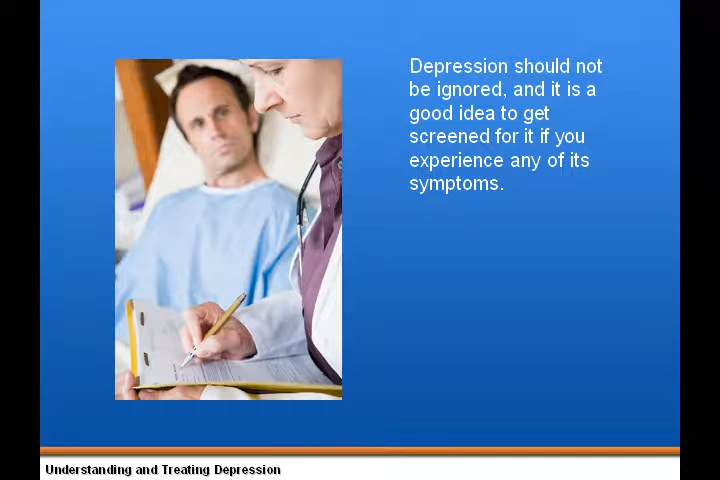 Depression should not
be ignored, and it is a
good idea to get
screened for it if you
experience any of its
symptoms.
Understanding and Treating Depression